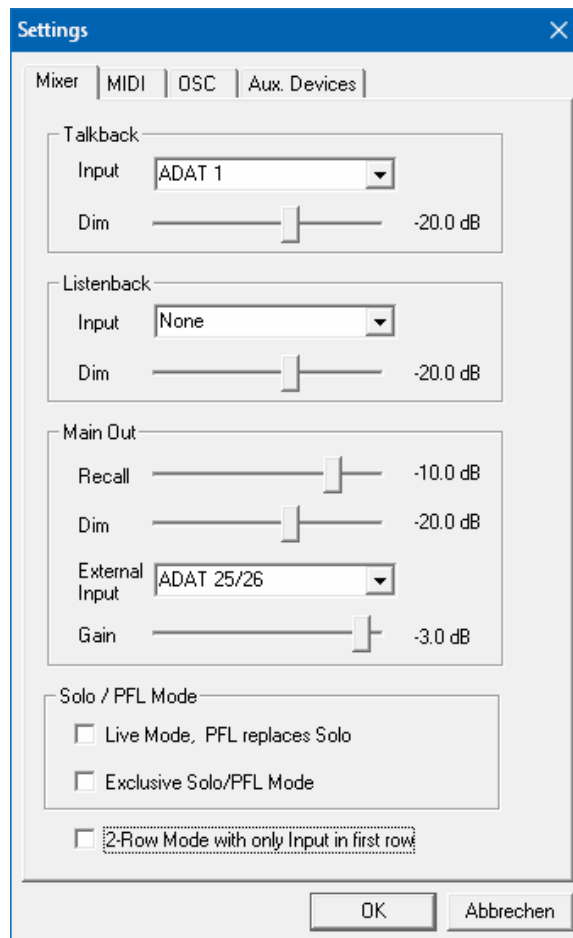 Settings
Mixer MIDI OSC Aux. Devices
Talkback
Input ADAT 1
Dim -20.0 dB
Listenback
Input None
Dim -20.0 dB
Main Out
Recall -10.0 dB
Dim -20.0 dB
External
Input ADAT 25/26
Gain -3.0 dB
Solo / PFL Mode
Live Mode, PFL replaces Solo
Exclusive Solo/PFL Mode
2-Row Mode with only Input in first row
OK Abbrechen